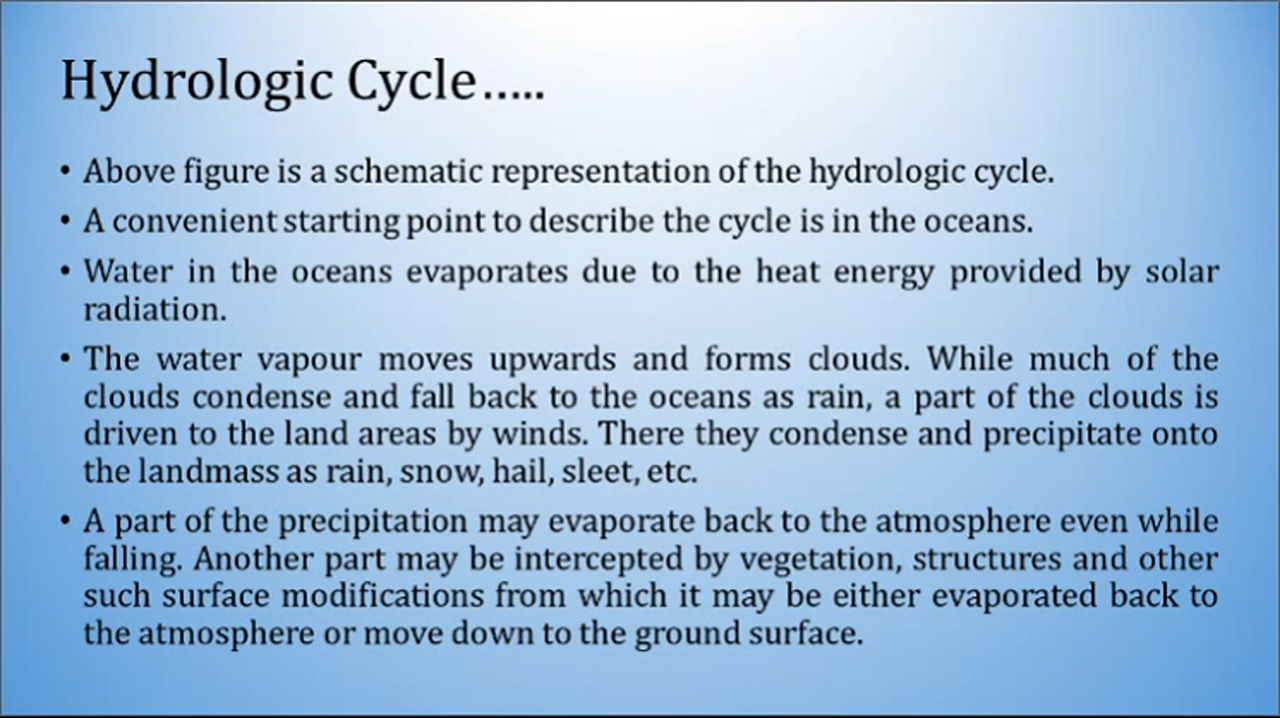 Hydrologic Cycle.....
• Above figure is a schematic representation of the hydrologic cycle.
• A convenient starting point to describe the cycle is in the oceans.
• Water in the oceans evaporates due to the heat energy provided by solar
radiation.
• The water vapour moves upwards and forms clouds. While much of the
clouds condense and fall back to the oceans as rain, a part of the clouds is
driven to the land areas by winds. There they condense and precipitate onto
the landmass as rain, snow, hail, sleet, etc.
• A part of the precipitation may evaporate back to the atmosphere even while
falling. Another part may be intercepted by vegetation, structures and other
such surface modifications from which it may be either evaporated back to
the atmosphere or move down to the ground surface.